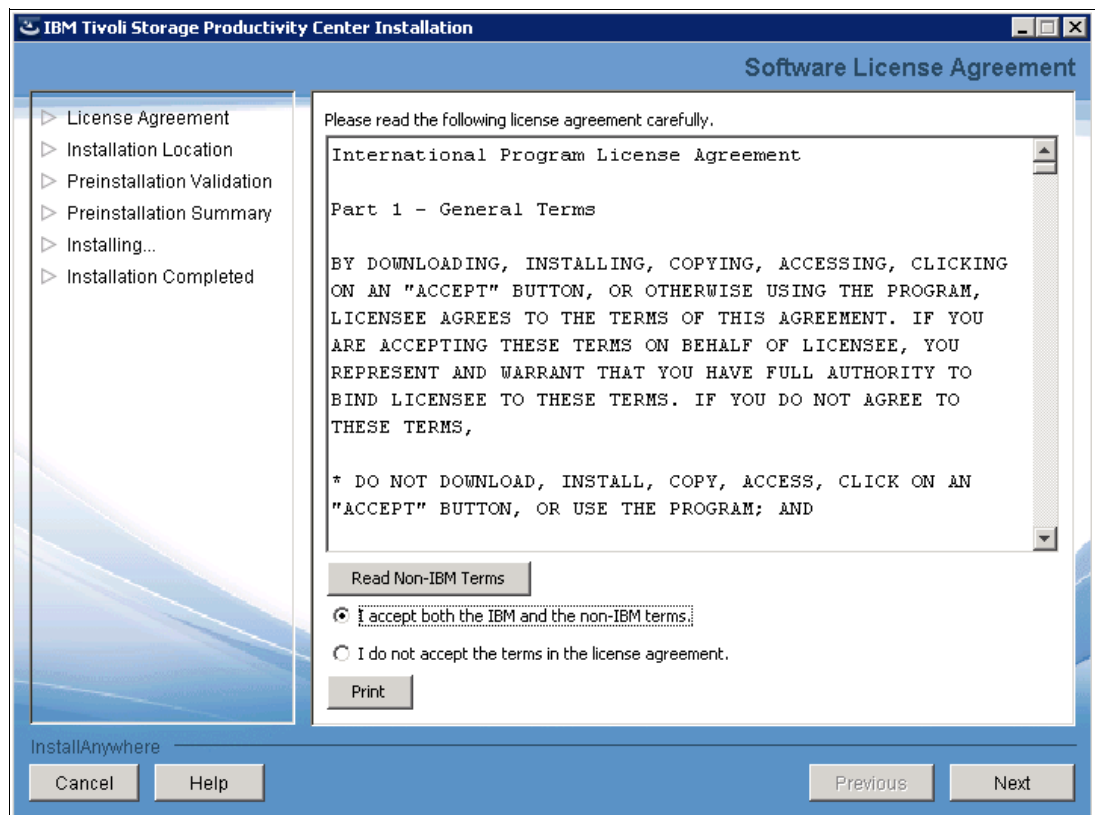 IBM Tivoli Storage Productivity Center Installation
Software License Agreement
License Agreement
Installation Location
Preinstallation Validation
Preinstallation Summary
Installing...
Installation Completed
Please read the following license agreement carefully.
International Program License Agreement
Part 1 - General Terms
BY DOWNLOADING, INSTALLING, COPYING, ACCESSING, CLICKING
ON AN "ACCEPT" BUTTON, OR OTHERWISE USING THE PROGRAM,
LICENSEE AGREES TO THE TERMS OF THIS AGREEMENT. IF YOU
ARE ACCEPTING THESE TERMS ON BEHALF OF LICENSEE, YOU
REPRESENT AND WARRANT THAT YOU HAVE FULL AUTHORITY TO
BIND LICENSEE TO THESE TERMS. IF YOU DO NOT AGREE TO
THESE TERMS,
* DO NOT DOWNLOAD, INSTALL, COPY, ACCESS, CLICK ON AN
"ACCEPT" BUTTON, OR USE THE PROGRAM; AND
Read Non-IBM Terms
I accept both the IBM and the non-IBM terms.
I do not accept the terms in the license agreement.
Print
InstallAnywhere
Cancel Help Previous Next